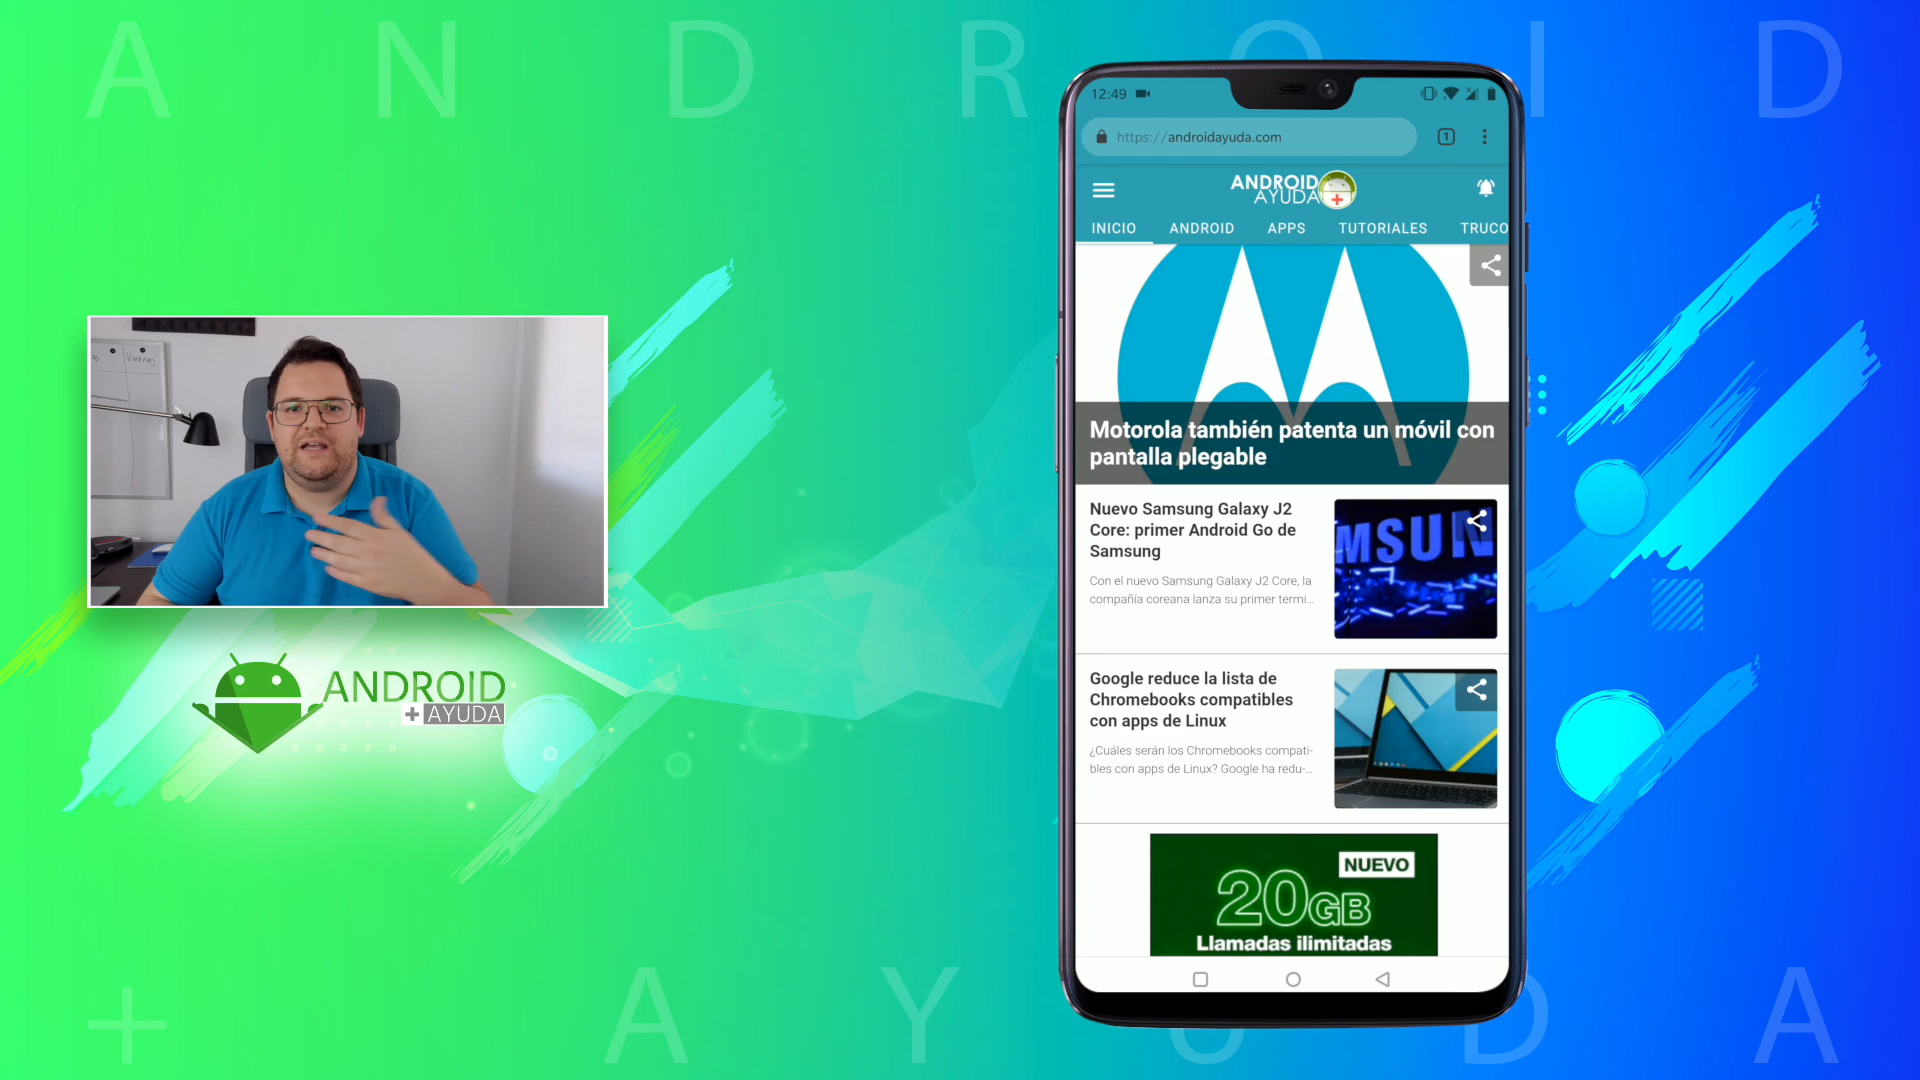 A N D R O I D
12:49
https://androidayuda.com
1
ANDROID
AYUDA
INICIO ANDROID APPS TUTORIALES TRUCO
Motorola también patenta un móvil con
pantalla plegable
Nuevo Samsung Galaxy J2
Core: primer Android Go de
Samsung
Con el nuevo Samsung Galaxy J2 Core, la
compañía coreana lanza su primer termi...
MSUN
Google reduce la lista de
Chromebooks compatibles
con apps de Linux
¿Cuáles serán los Chromebooks compati-
bles con apps de Linux? Google ha redu-...
NUEVO
20GB
Llamadas ilimitadas
Viernes
ANDROID
+ AYUDA
+ A Y U D A